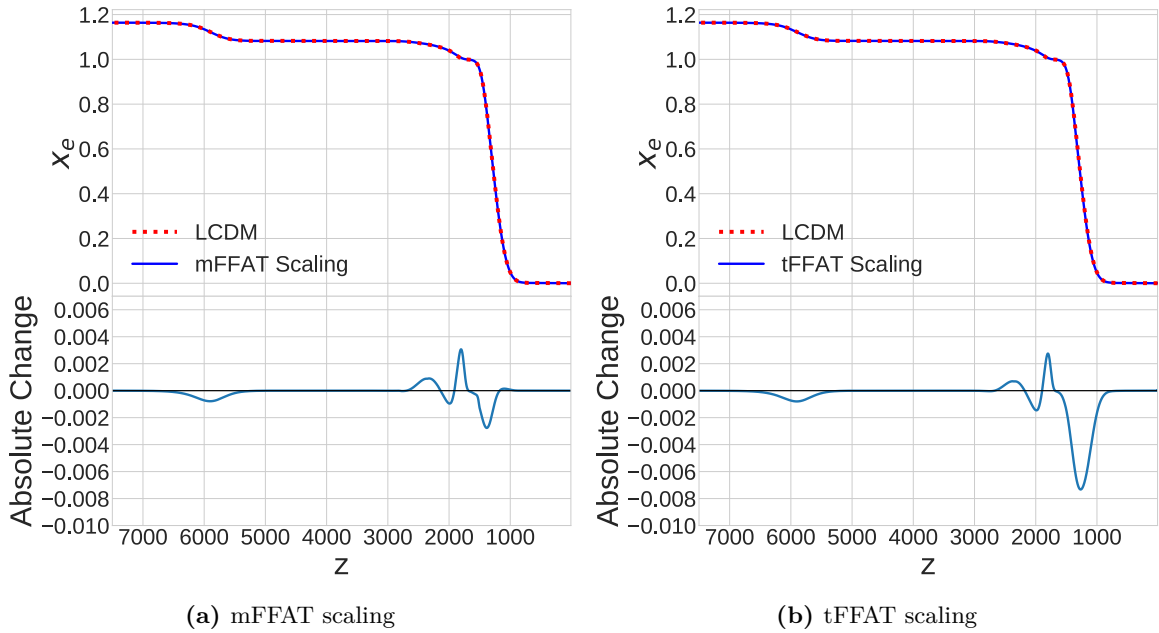 1.2
1.0
0.8
0.6
0.4
0.2
0.0
x_e
LCDM
mFFAT Scaling
0.006
0.004
0.002
0.000
−0.002
−0.004
−0.006
−0.008
−0.010
Absolute Change
7000 6000 5000 4000 3000 2000 1000
z
(a) mFFAT scaling
1.2
1.0
0.8
0.6
0.4
0.2
0.0
x_e
LCDM
tFFAT Scaling
0.006
0.004
0.002
0.000
−0.002
−0.004
−0.006
−0.008
−0.010
Absolute Change
7000 6000 5000 4000 3000 2000 1000
z
(b) tFFAT scaling